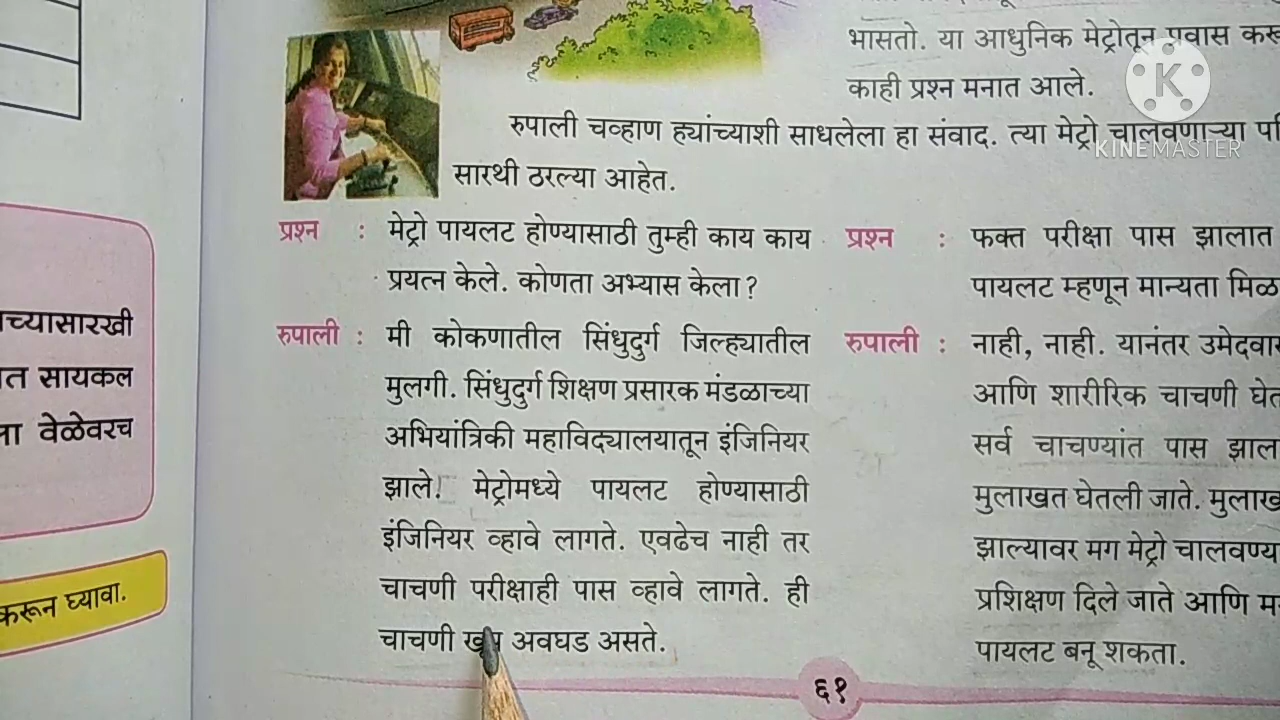 च्यासारखी
त सायकल
वेळेवरच
करून घ्यावा.
भासतो. या आधुनिक मेट्रोतून प्रवास
काही प्रश्न मनात आले.
रुपाली चव्हाण ह्यांच्याशी साधलेला हा संवाद. त्या मेट्रो चालवणाऱ्या
सारथी ठरल्या आहेत.
प्रश्न : मेट्रो पायलट होण्यासाठी तुम्ही काय काय
प्रयत्न केले. कोणता अभ्यास केला?
रुपाली : मी कोकणातील सिंधुदुर्ग जिल्ह्यातील
मुलगी. सिंधुदुर्ग शिक्षण प्रसारक मंडळाच्या
अभियांत्रिकी महाविद्यालयातून इंजिनियर
झाले. मेट्रोमध्ये पायलट होण्यासाठी
इंजिनियर व्हावे लागते. एवढेच नाही तर
चाचणी परीक्षाही पास व्हावे लागते. ही
चाचणी खूप अवघड असते.
प्रश्न : फक्त परीक्षा पास झालात
पायलट म्हणून मान्यता मिळ
रुपाली : नाही, नाही. यानंतर उमेदवार
आणि शारीरिक चाचणी घेत
सर्व चाचण्यांत पास झाल
मुलाखत घेतली जाते. मुलाख
झाल्यावर मग मेट्रो चालवण्या
प्रशिक्षण दिले जाते आणि म
पायलट बनू शकता.
६१
K
KINEMASTER